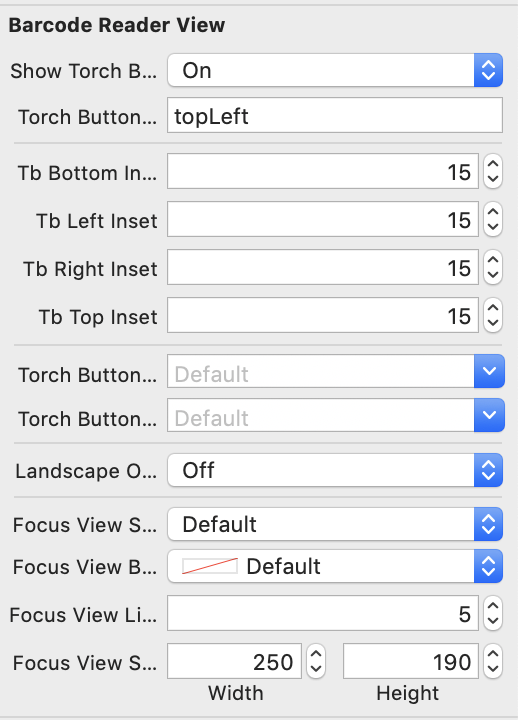 Barcode Reader View
Show Torch B... On
Torch Button... topLeft
Tb Bottom In... 15
Tb Left Inset 15
Tb Right Inset 15
Tb Top Inset 15
Torch Button... Default
Torch Button... Default
Landscape O... Off
Focus View S... Default
Focus View B... Default
Focus View Li... 5
Focus View S... 250 190
Width Height